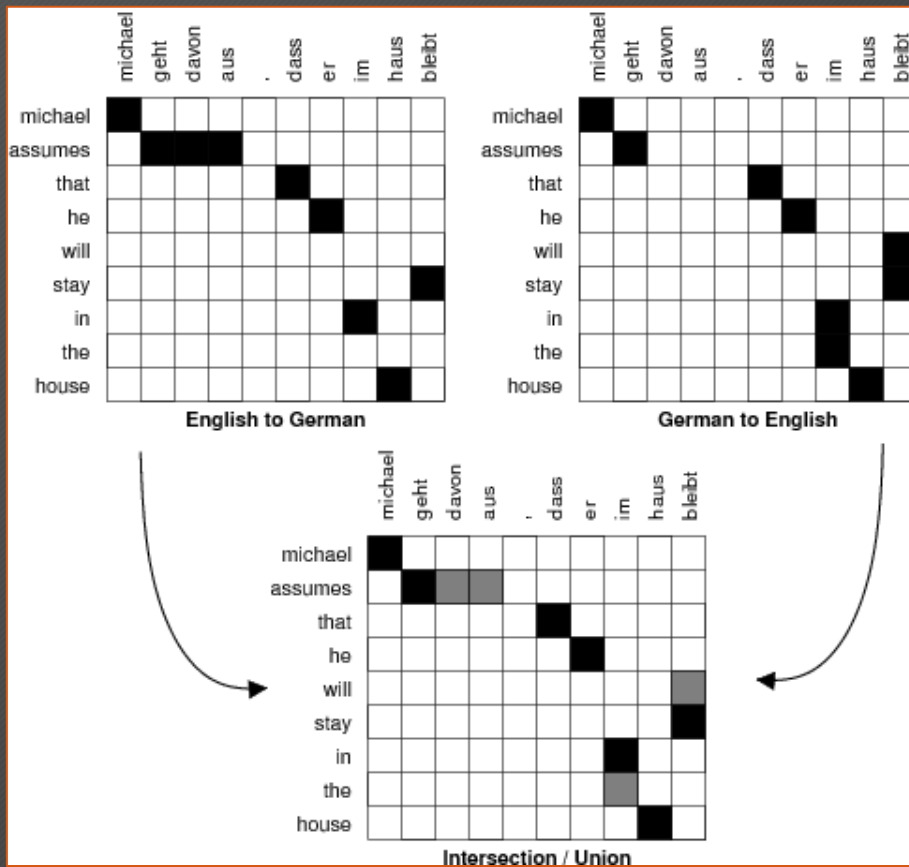 michael geht davon aus , dass er im haus bleibt
michael
assumes
that
he
will
stay
in
the
house
English to German
michael geht davon aus , dass er im haus bleibt
michael
assumes
that
he
will
stay
in
the
house
German to English
michael geht davon aus , dass er im haus bleibt
michael
assumes
that
he
will
stay
in
the
house
Intersection / Union